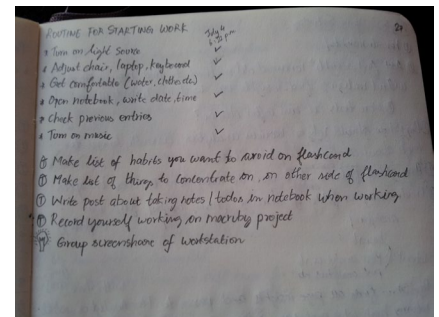 ROUTINE FOR STARTING WORK
July 4
27
Turn on light source ✓
Adjust chair, laptop, keyboard ✓
Get comfortable (water, clothes etc) ✓
Open notebook, write date, time ✓
Check previous entries ✓
Turn on music ✓
Make list of habits you want to avoid on flashcard
Make list of things to concentrate on, on other side of flashcard
Write post about taking notes / todos in notebook when working
Record yourself working on macruby project
Group screenshare of workstation